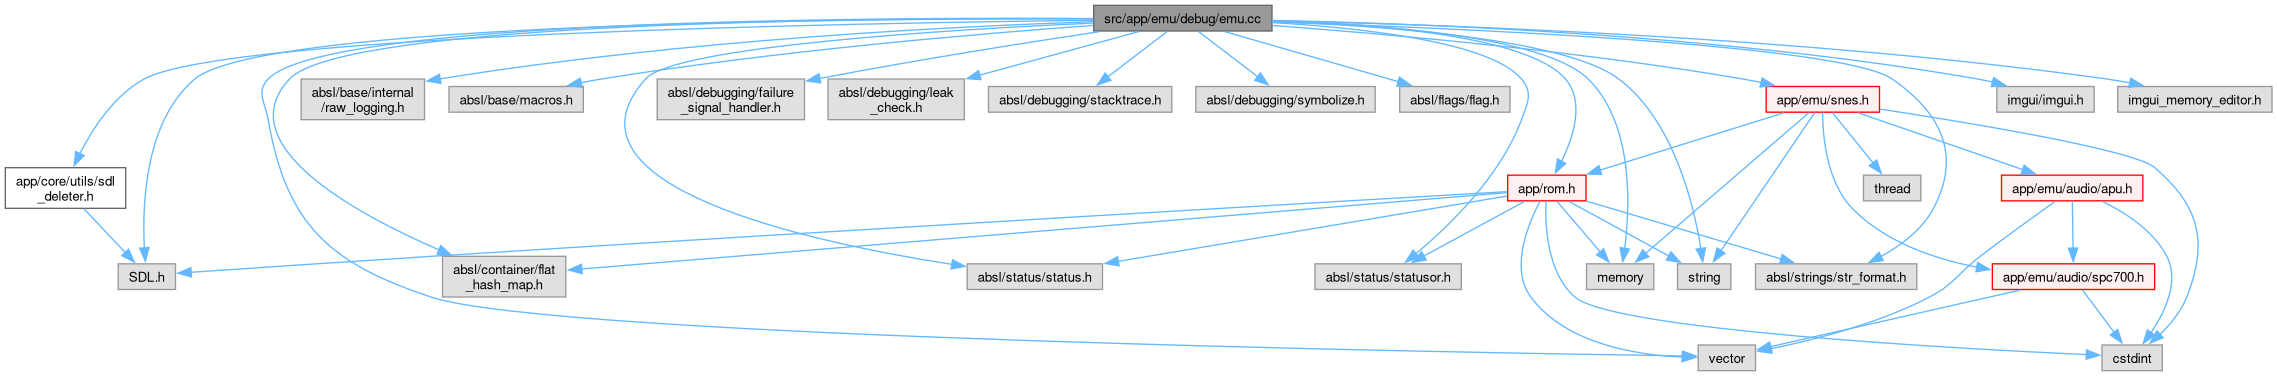 src/app/emu/debug/emu.cc
absl/base/internal
/raw_logging.h
absl/base/macros.h
absl/debugging/failure
_signal_handler.h
absl/debugging/leak
_check.h
absl/debugging/stacktrace.h
absl/debugging/symbolize.h
absl/flags/flag.h
app/emu/snes.h
imgui/imgui.h
imgui_memory_editor.h
app/core/utils/sdl
_deleter.h
app/rom.h
thread
app/emu/audio/apu.h
SDL.h
absl/container/flat
_hash_map.h
absl/status/status.h
absl/status/statusor.h
memory
string
absl/strings/str_format.h
app/emu/audio/spc700.h
vector
cstdint